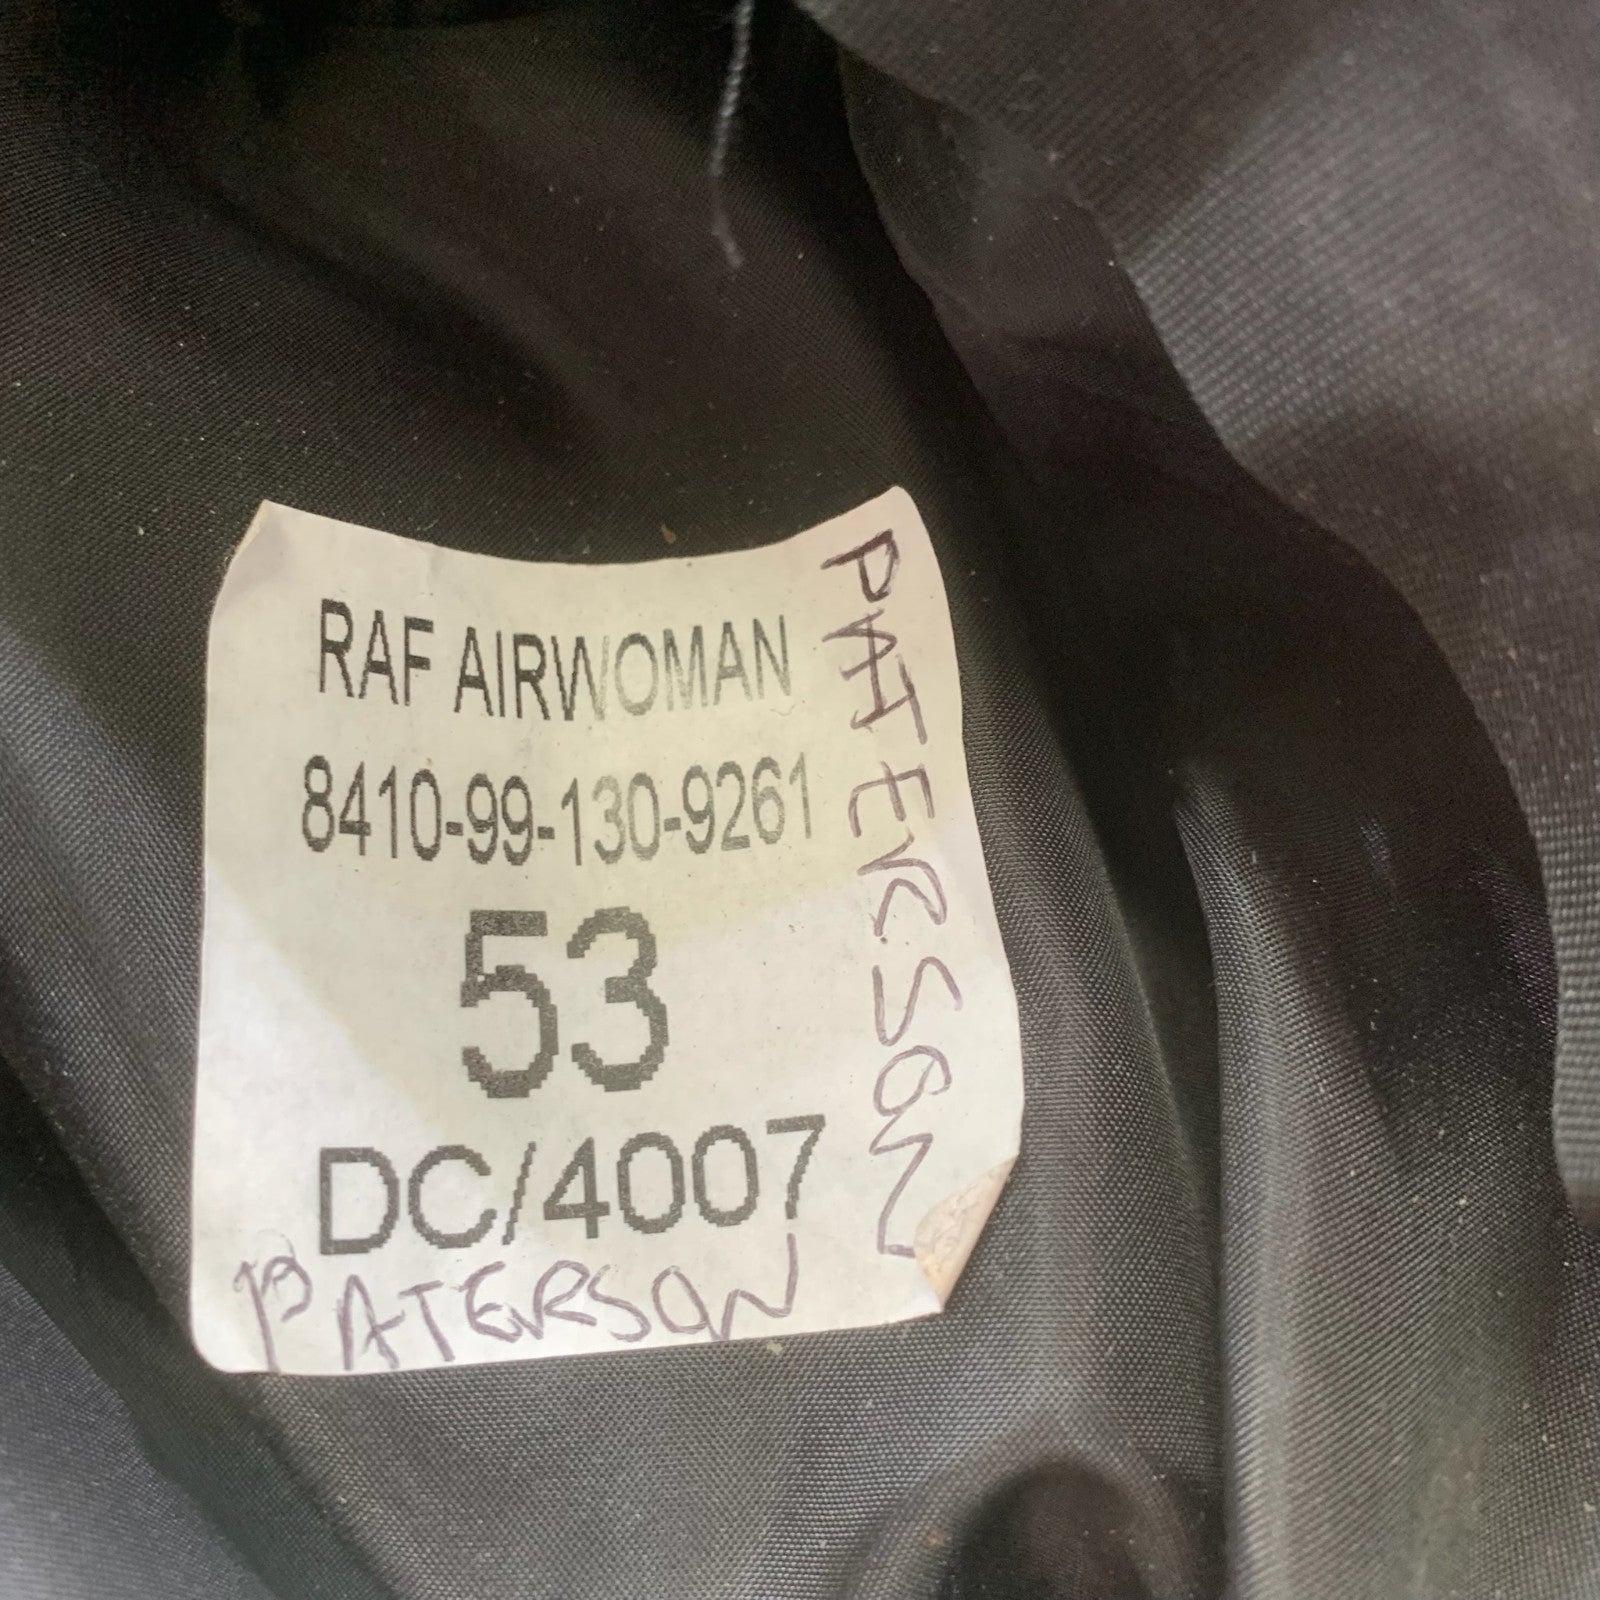 RAF AIRWOMAN
8410-99-130-9261
53
DC/4007
PATERSON
PATERSON